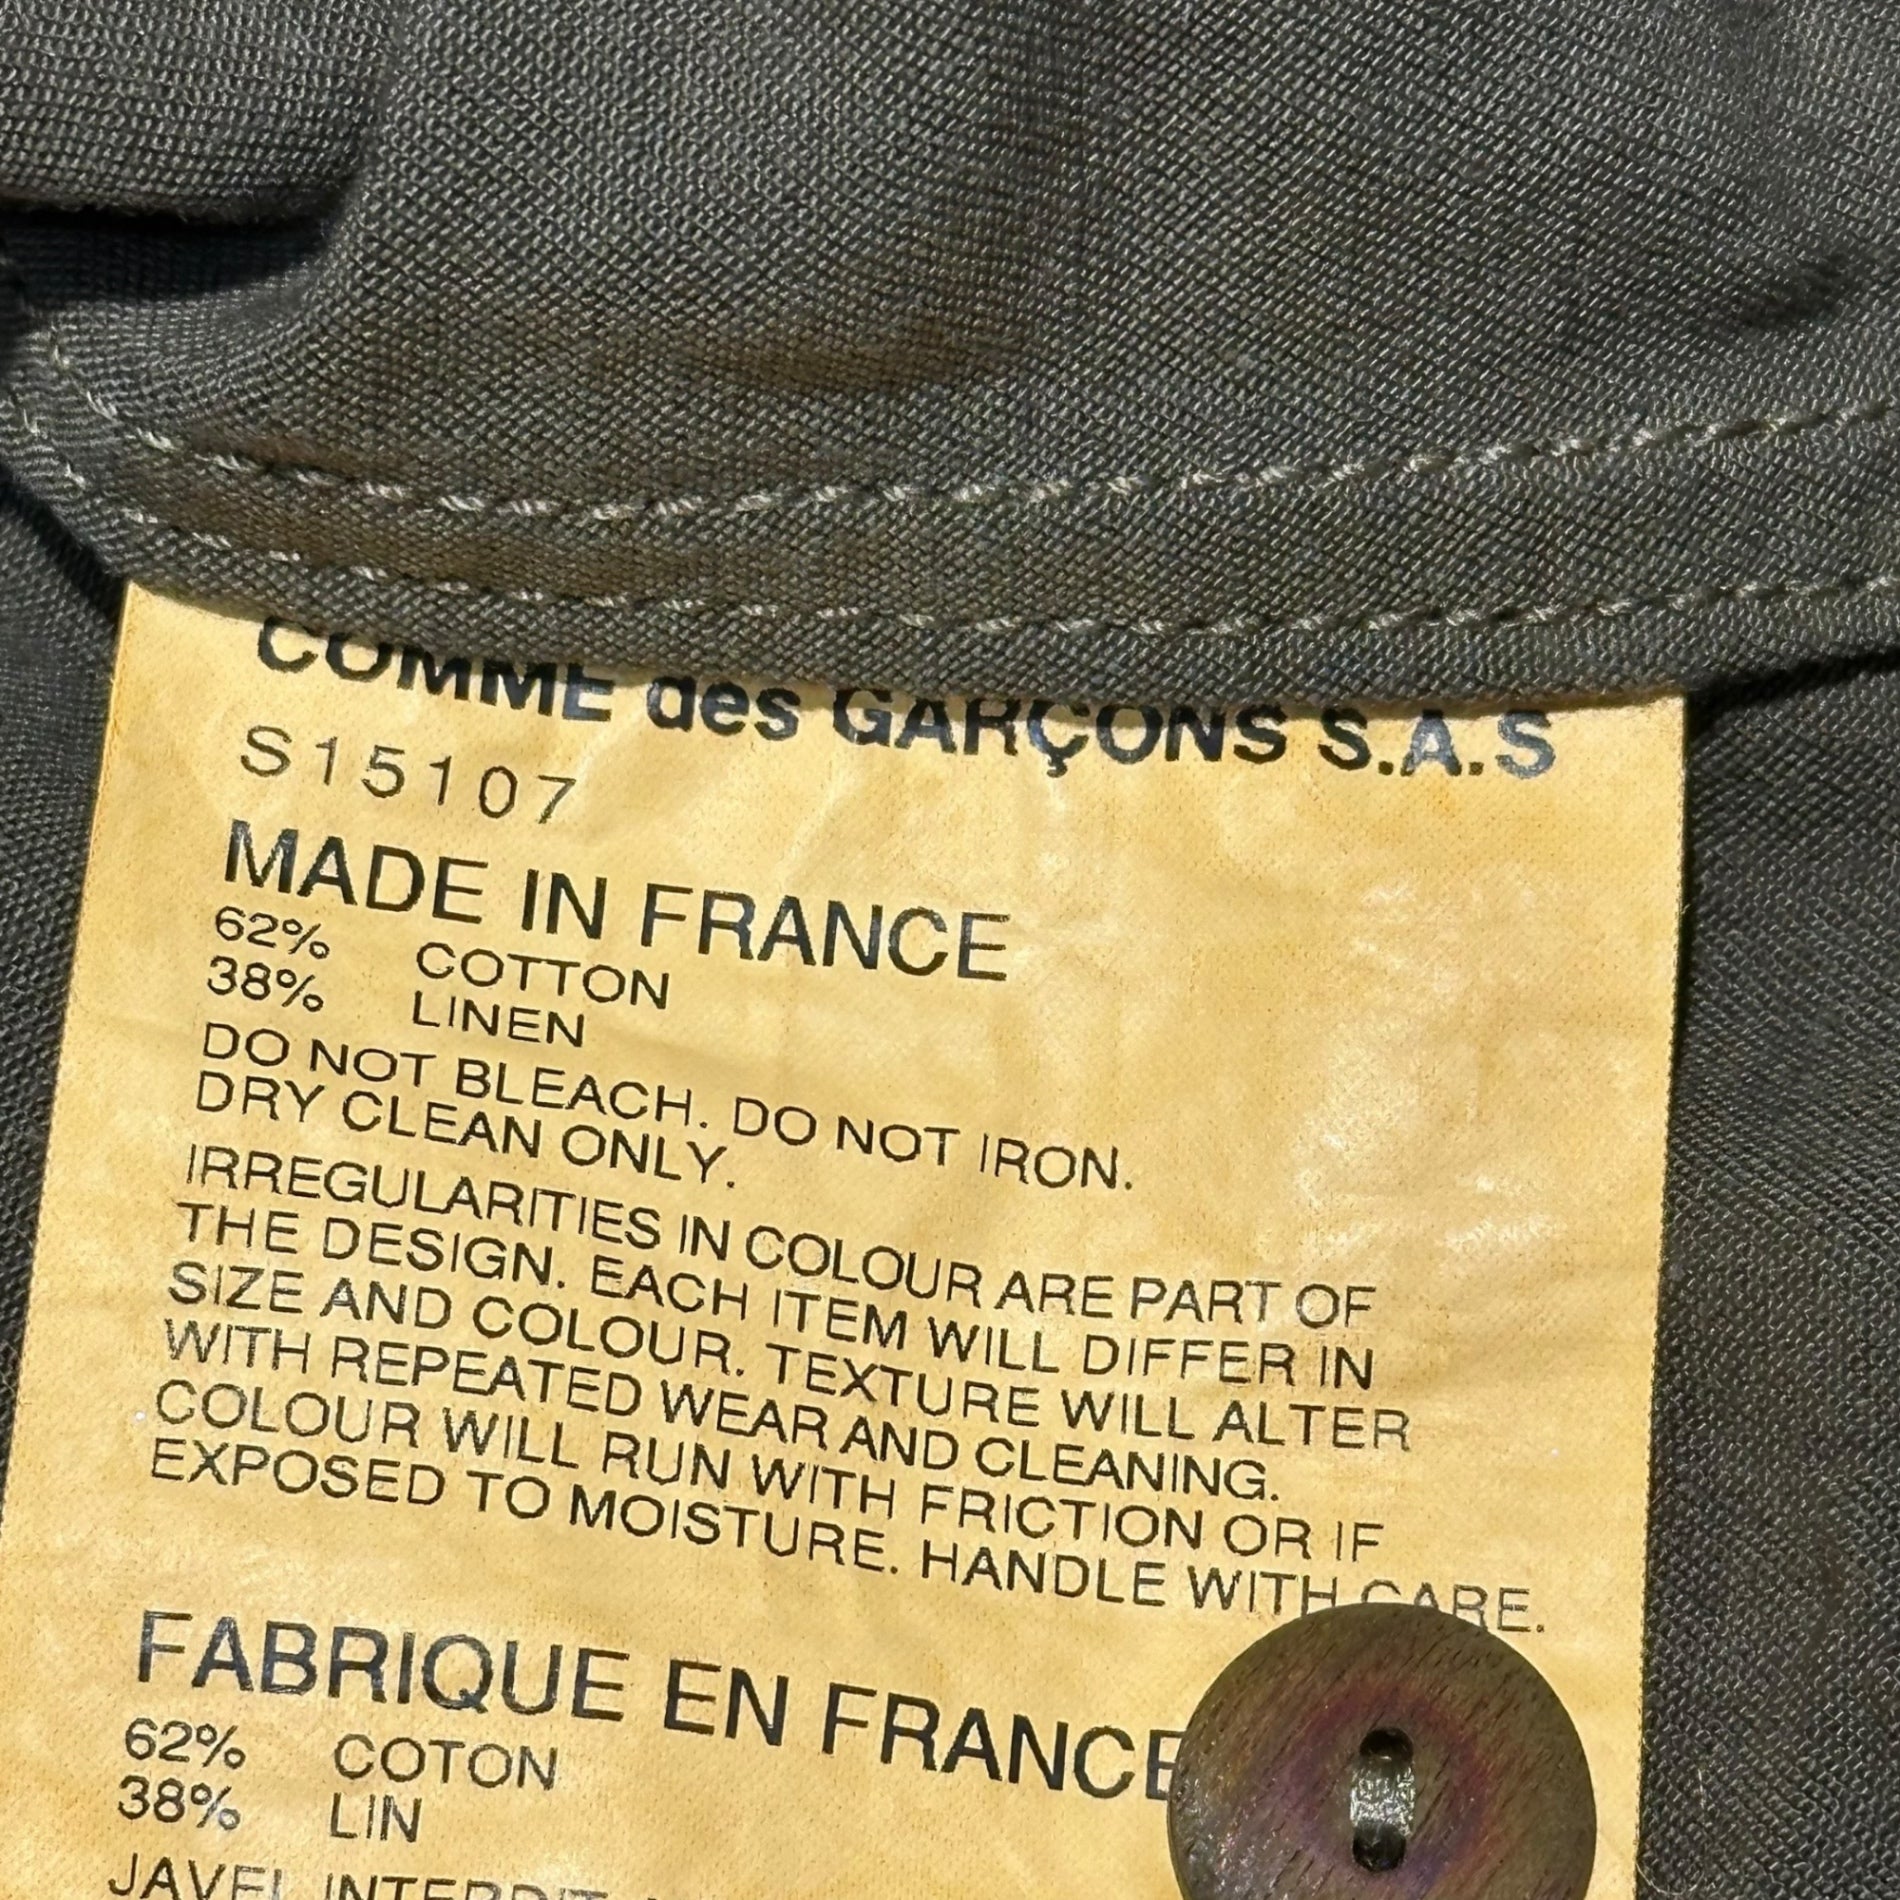 COMME des GARÇONS S.A.S
S15107
MADE IN FRANCE
62% COTTON
38% LINEN
DO NOT BLEACH. DO NOT IRON.
DRY CLEAN ONLY.
IRREGULARITIES IN COLOUR ARE PART OF
THE DESIGN. EACH ITEM WILL DIFFER IN
SIZE AND COLOUR. TEXTURE WILL ALTER
WITH REPEATED WEAR AND CLEANING.
COLOUR WILL RUN WITH FRICTION OR IF
EXPOSED TO MOISTURE. HANDLE WITH CARE.
FABRIQUE EN FRANCE
62% COTON
38% LIN
JAVEL INTERDIT